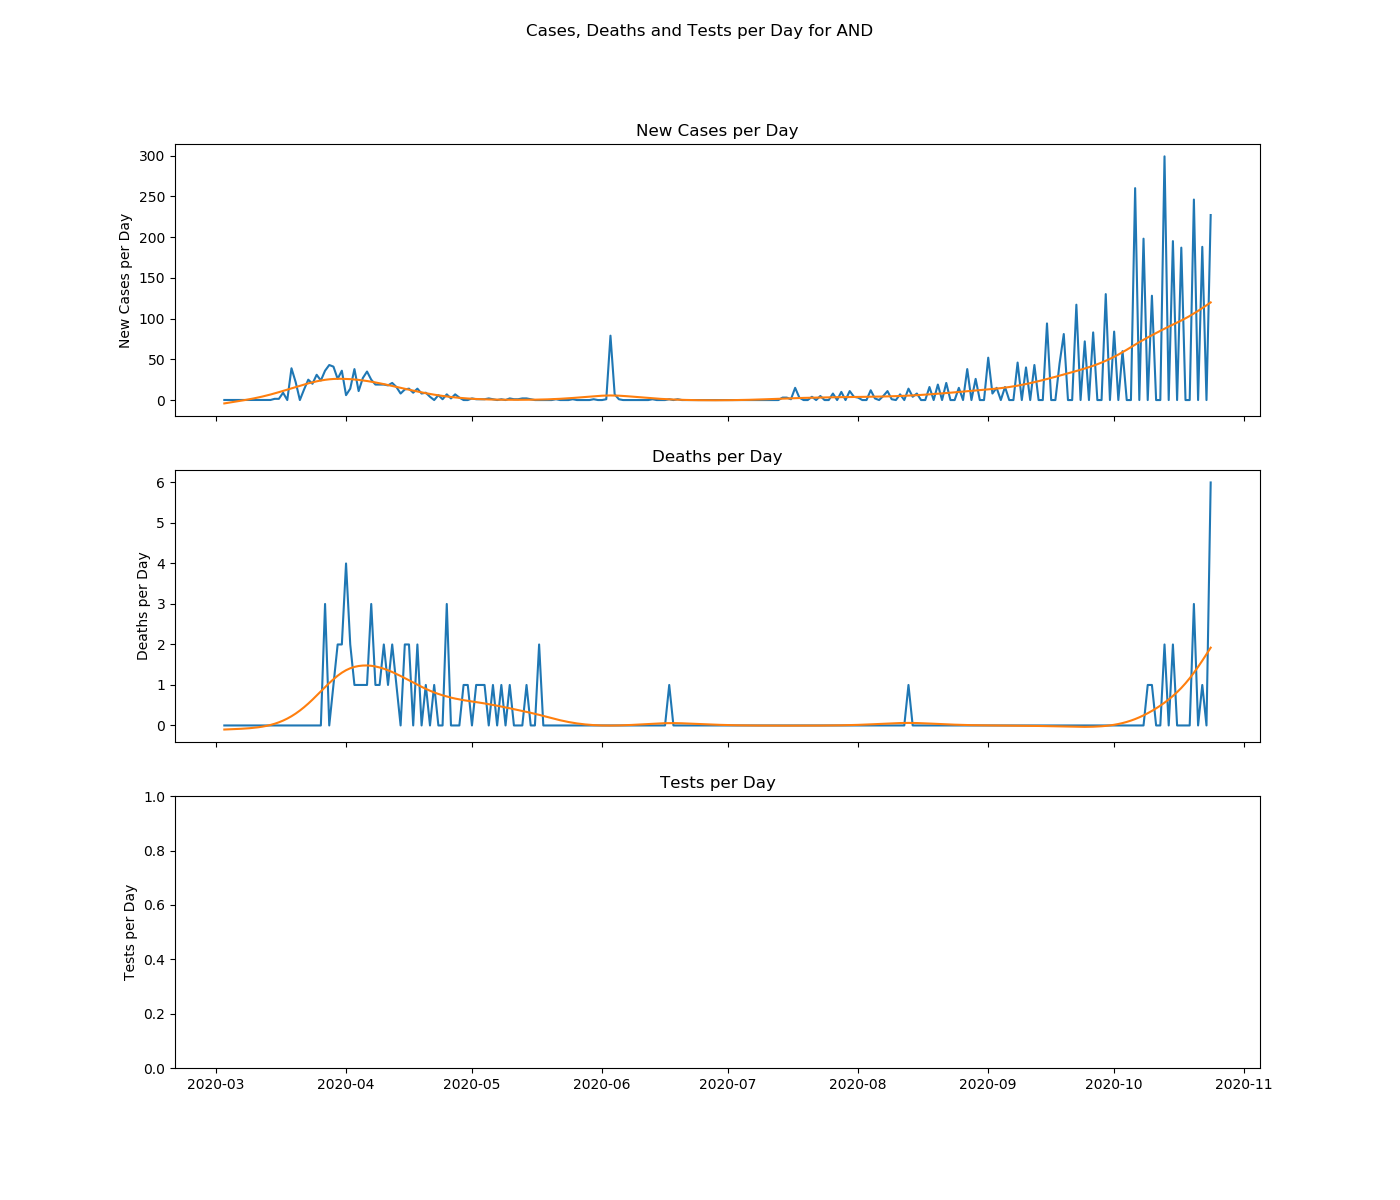 Cases, Deaths and Tests per Day for AND
New Cases per Day
New Cases per Day
300
250
200
150
100
50
0
Deaths per Day
Deaths per Day
6
5
4
3
2
1
0
Tests per Day
Tests per Day
1.0
0.8
0.6
0.4
0.2
0.0
2020-03 2020-04 2020-05 2020-06 2020-07 2020-08 2020-09 2020-10 2020-11